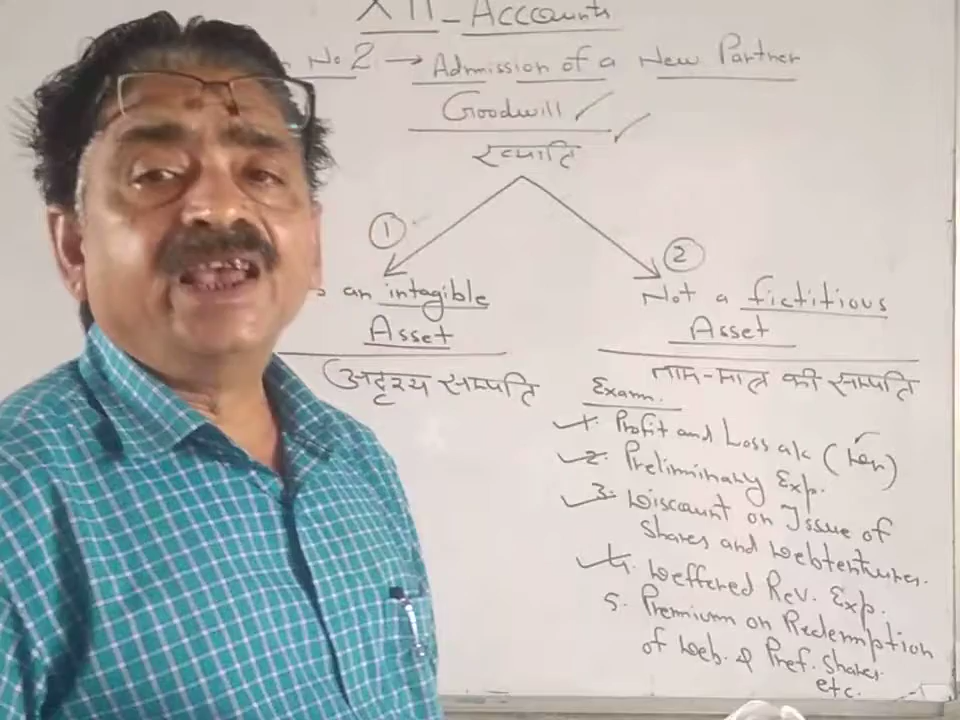 XII - Accounts
No 2 → Admission of a New Partner
Goodwill ✓
ख्याति ✓
① ②
an intagible
Asset
Not a fictitious
Asset
(अदृश्य सम्पत्ति
नाम-मात्र की सम्पत्ति
Exam.
1. Profit and Loss a/c (Dr)
2. Preliminary Exp.
3. Discount on Issue of
Shares and Debtentures.
4. Deffered Rev. Exp.
5. Premium on Redemption
of Deb. & Pref. Shares
etc.